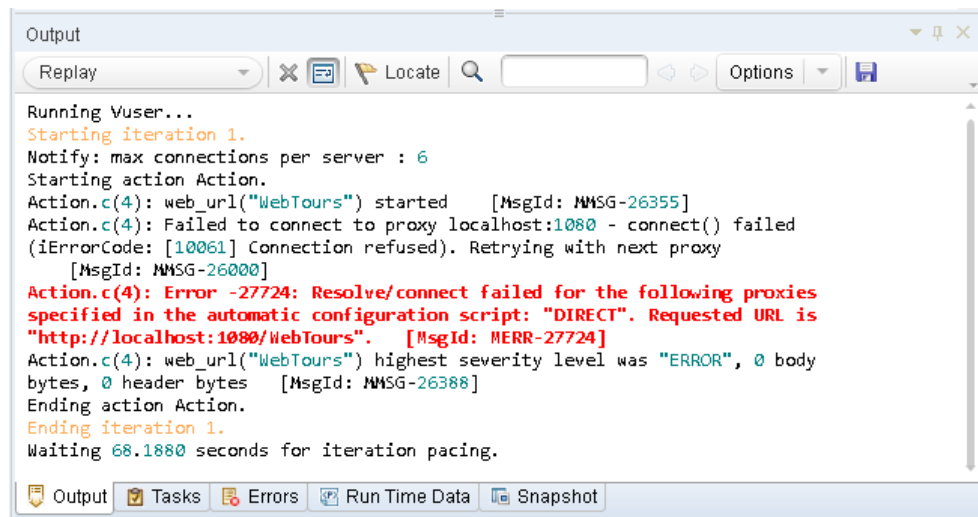 Output
Replay
Locate
Options
Running Vuser...
Starting iteration 1.
Notify: max connections per server : 6
Starting action Action.
Action.c(4): web_url("WebTours") started [MsgId: MMSG-26355]
Action.c(4): Failed to connect to proxy localhost:1080 - connect() failed
(iErrorCode: [10061] Connection refused). Retrying with next proxy
[MsgId: MMSG-26000]
Action.c(4): Error -27724: Resolve/connect failed for the following proxies
specified in the automatic configuration script: "DIRECT". Requested URL is
"http://localhost:1080/WebTours". [MsgId: MERR-27724]
Action.c(4): web_url("WebTours") highest severity level was "ERROR", 0 body
bytes, 0 header bytes [MsgId: MMSG-26388]
Ending action Action.
Ending iteration 1.
Waiting 68.1880 seconds for iteration pacing.
Output Tasks Errors Run Time Data Snapshot